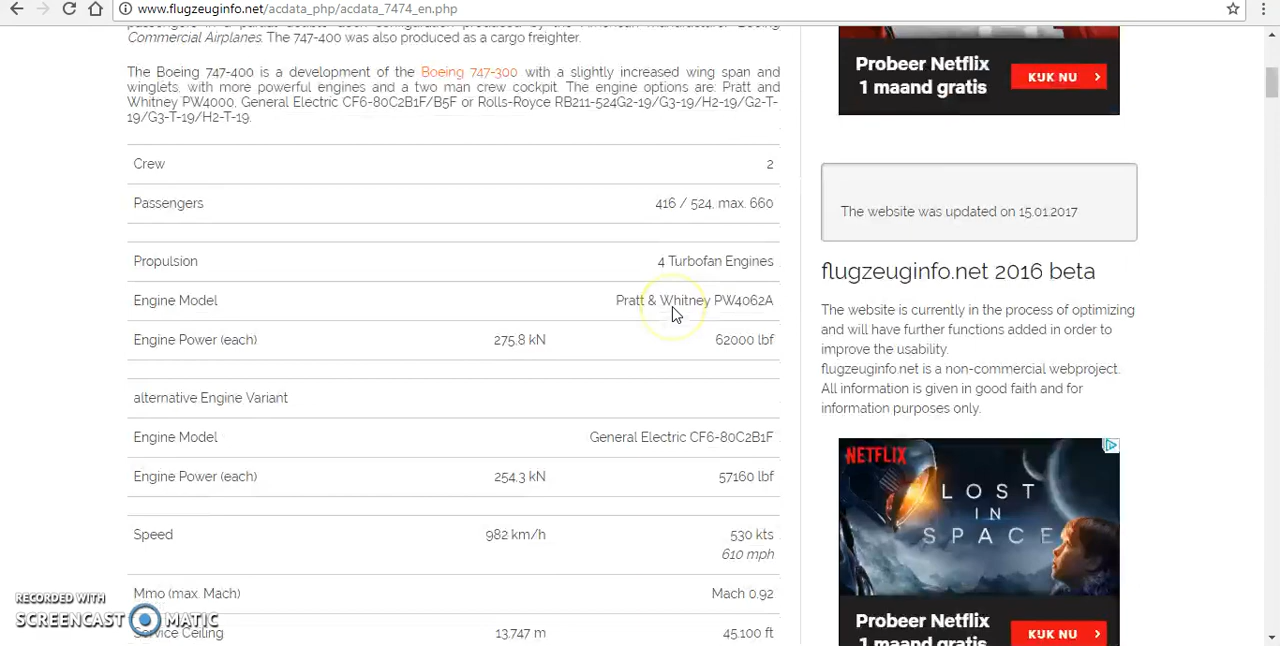 www.flugzeuginfo.net/acdata_php/acdata_7474_en.php
Commercial Airplanes. The 747-400 was also produced as a cargo freighter.
The Boeing 747-400 is a development of the Boeing 747-300 with a slightly increased wing span and
winglets, with more powerful engines and a two man crew cockpit. The engine options are: Pratt and
Whitney PW4000, General Electric CF6-80C2B1F/B5F or Rolls-Royce RB211-524G2-19/G3-19/H2-19/G2-T-
19/G3-T-19/H2-T-19.
Crew 2
Passengers 416 / 524, max. 660
Propulsion 4 Turbofan Engines
Engine Model Pratt & Whitney PW4062A
Engine Power (each) 275.8 kN 62000 lbf
alternative Engine Variant
Engine Model General Electric CF6-80C2B1F
Engine Power (each) 254,3 kN 57160 lbf
Speed 982 km/h 530 kts
610 mph
Mmo (max. Mach) Mach 0.92
Service Ceiling 13.747 m 45.100 ft
Probeer Netflix
1 maand gratis
KIJK NU
The website was updated on 15.01.2017
flugzeuginfo.net 2016 beta
The website is currently in the process of optimizing
and will have further functions added in order to
improve the usability.
flugzeuginfo.net is a non-commercial webproject.
All information is given in good faith and for
information purposes only.
NETFLIX
LOST
IN
SPACE
Probeer Netflix
1 maand gratis
KIJK NU
RECORDED WITH
SCREENCAST MATIC